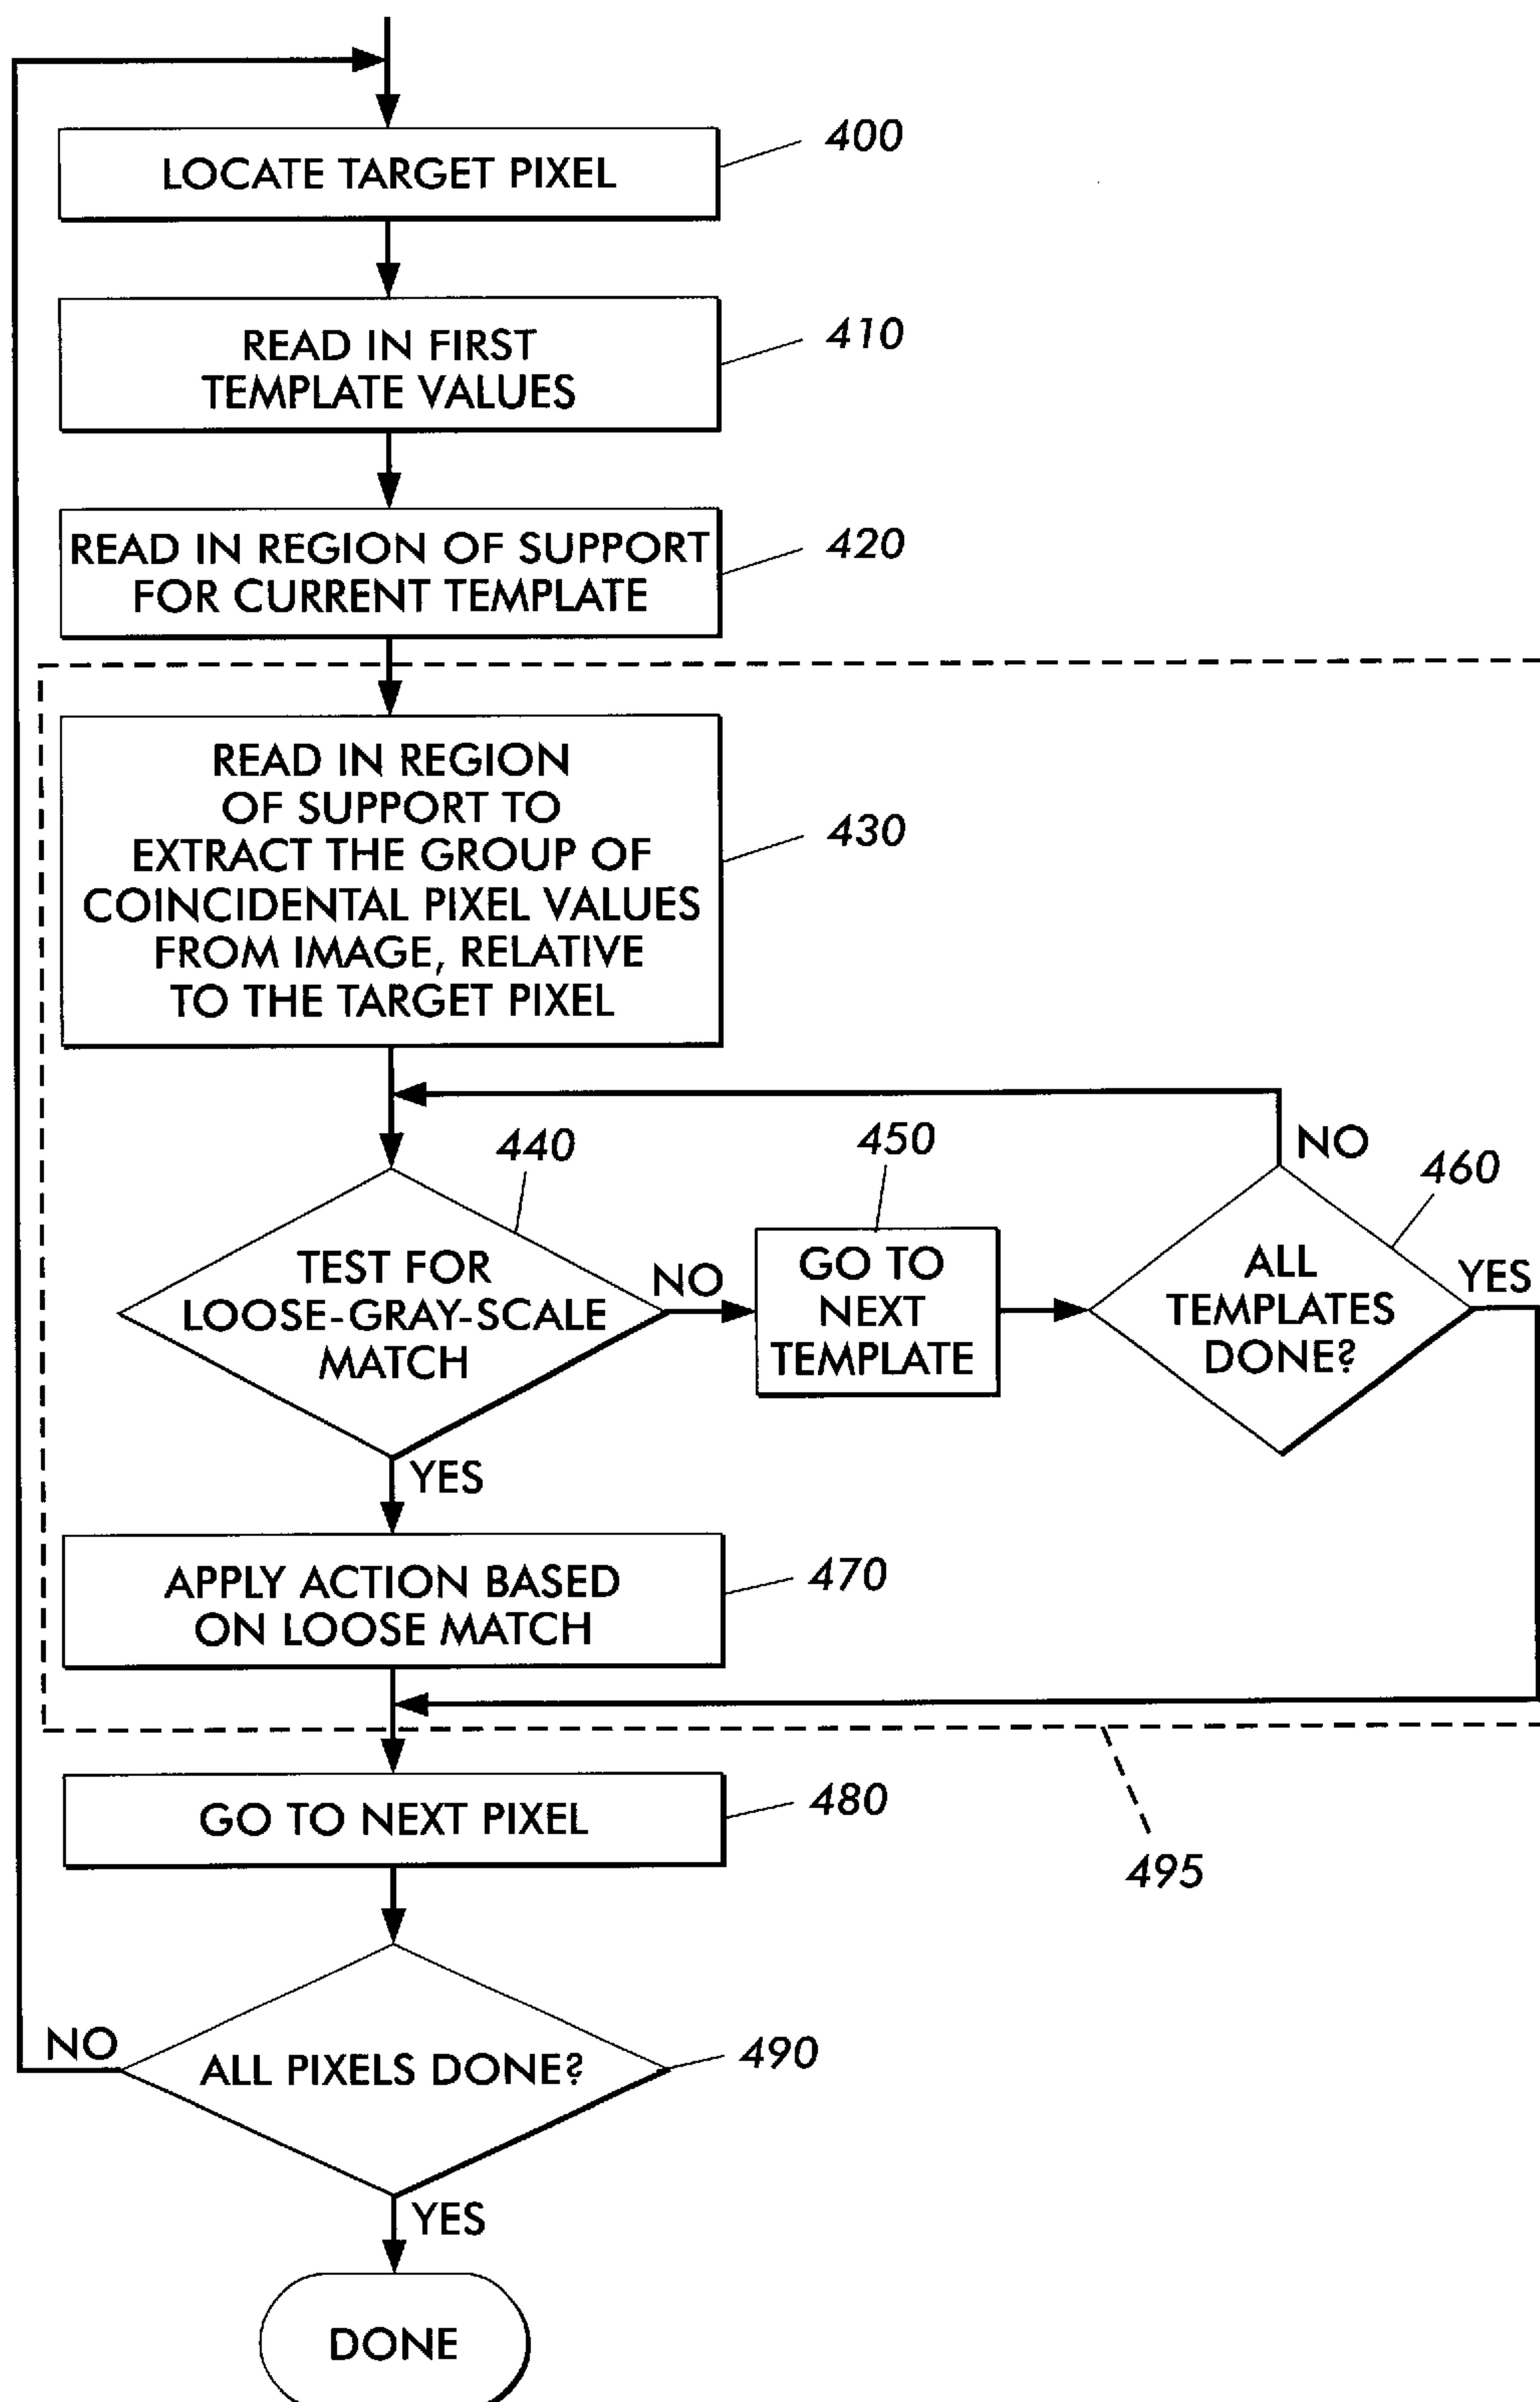 LOCATE TARGET PIXEL
400
READ IN FIRST
TEMPLATE VALUES
410
READ IN REGION OF SUPPORT
FOR CURRENT TEMPLATE
420
READ IN REGION
OF SUPPORT TO
EXTRACT THE GROUP OF
COINCIDENTAL PIXEL VALUES
FROM IMAGE, RELATIVE
TO THE TARGET PIXEL
430
440
TEST FOR
LOOSE-GRAY-SCALE
MATCH
NO
YES
450
GO TO
NEXT
TEMPLATE
460
ALL
TEMPLATES
DONE?
NO
YES
APPLY ACTION BASED
ON LOOSE MATCH
470
GO TO NEXT PIXEL
480
495
ALL PIXELS DONE?
490
NO
YES
DONE